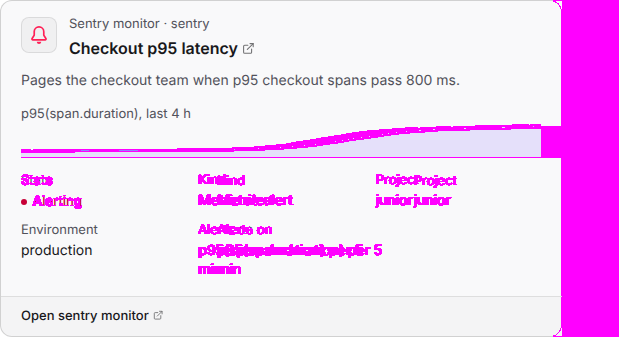 Sentry monitor · sentry
Checkout p95 latency
Pages the checkout team when p95 checkout spans pass 800 ms.
p95(span.duration), last 4 h
Kind Project
Alerting junior
Environment
production
Open sentry monitor